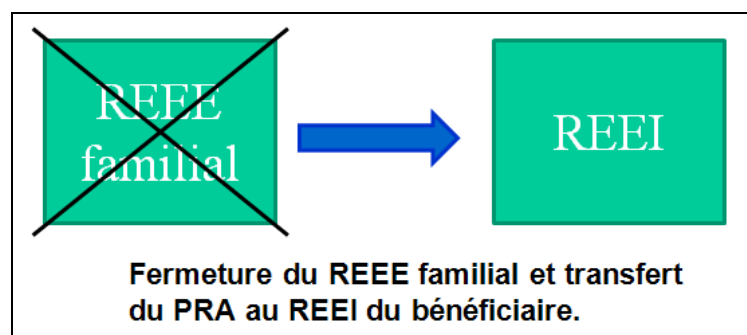 REEE
familial
REEI
Fermeture du REEE familial et transfert
du PRA au REEI du bénéficiaire.